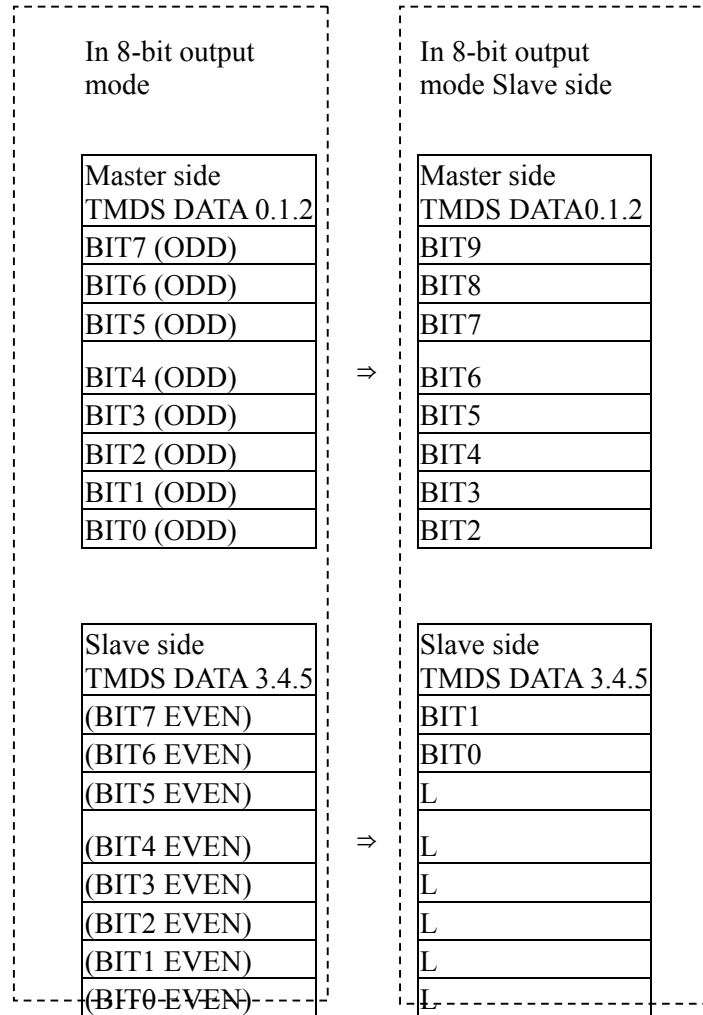 In 8-bit output
mode
Master side
TMDS DATA 0.1.2
BIT7 (ODD)
BIT6 (ODD)
BIT5 (ODD)
BIT4 (ODD)
BIT3 (ODD)
BIT2 (ODD)
BIT1 (ODD)
BIT0 (ODD)
Slave side
TMDS DATA 3.4.5
(BIT7 EVEN)
(BIT6 EVEN)
(BIT5 EVEN)
(BIT4 EVEN)
(BIT3 EVEN)
(BIT2 EVEN)
(BIT1 EVEN)
(BIT0 EVEN)
⇒
⇒
In 8-bit output
mode Slave side
Master side
TMDS DATA0.1.2
BIT9
BIT8
BIT7
BIT6
BIT5
BIT4
BIT3
BIT2
Slave side
TMDS DATA 3.4.5
BIT1
BIT0
L
L
L
L
L
L